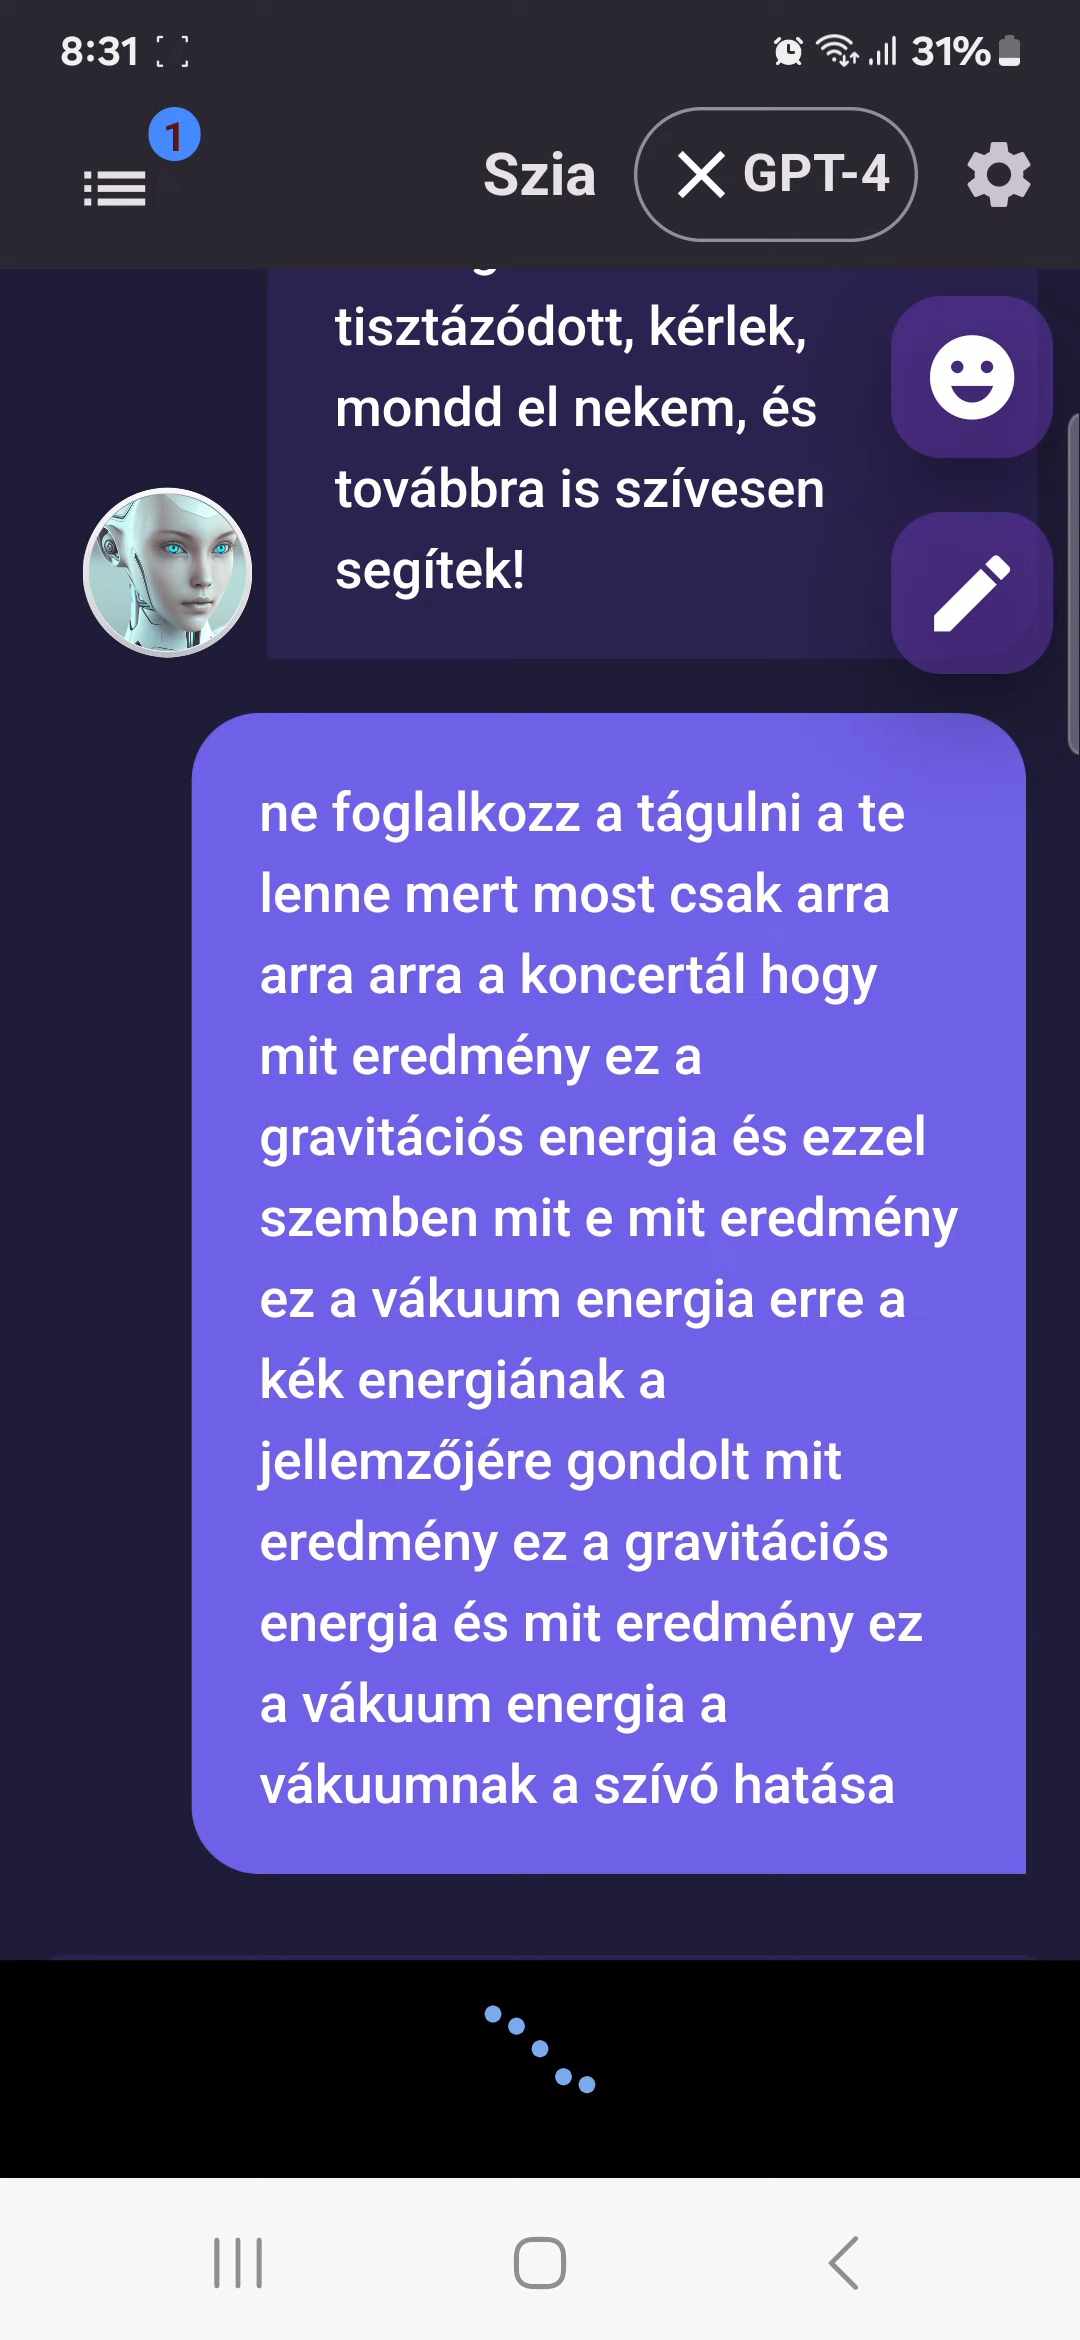 8:31 31%
1
Szia GPT-4
tisztázódott, kérlek,
mondd el nekem, és
továbbra is szívesen
segítek!
ne foglalkozz a tágulni a te
lenne mert most csak arra
arra arra a koncertál hogy
mit eredmény ez a
gravitációs energia és ezzel
szemben mit e mit eredmény
ez a vákuum energia erre a
kék energiának a
jellemzőjére gondolt mit
eredmény ez a gravitációs
energia és mit eredmény ez
a vákuum energia a
vákuumnak a szívó hatása